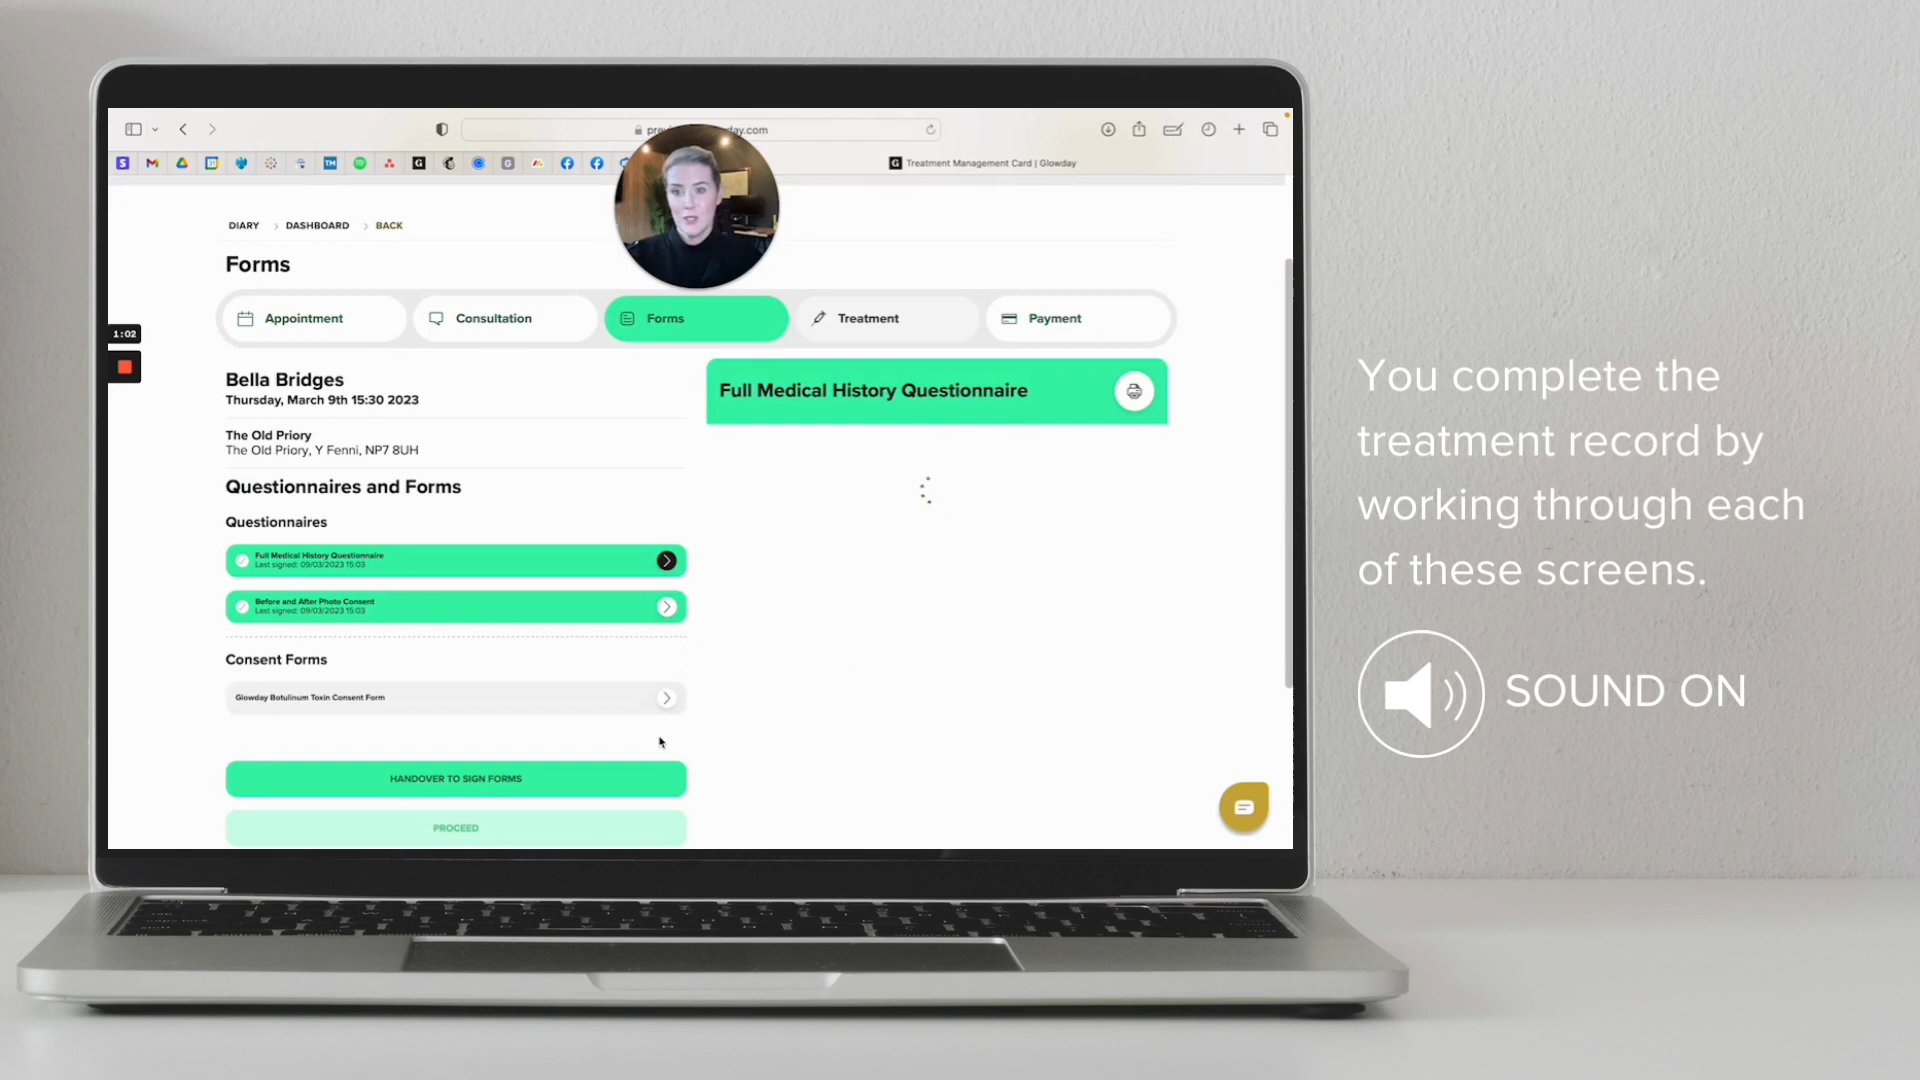 Treatment Management Card | Glowday
DIARY
DASHBOARD
BACK
Forms
Appointment
Consultation
Forms
Treatment
Payment
1:02
Bella Bridges
Thursday, March 9th 15:30 2023
The Old Priory
The Old Priory, Y Fenni, NP7 8UH
Questionnaires and Forms
Questionnaires
Full Medical History Questionnaire
Last signed: 09/03/2023 15:03
Before and After Photo Consent
Last signed: 09/03/2023 15:03
Consent Forms
Glowday Botulinum Toxin Consent Form
HANDOVER TO SIGN FORMS
PROCEED
Full Medical History Questionnaire
You complete the
treatment record by
working through each
of these screens.
SOUND ON